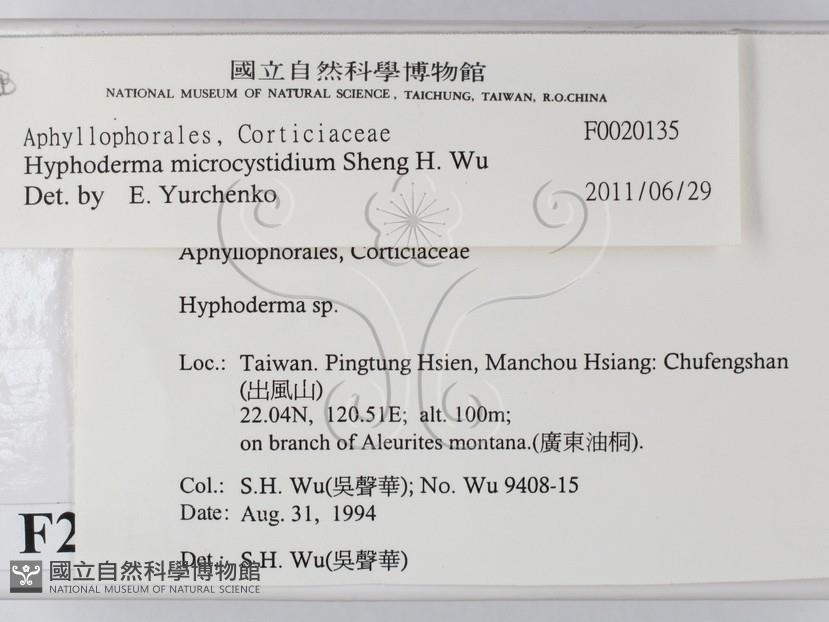 國立自然科學博物館
NATIONAL MUSEUM OF NATURAL SCIENCE, TAICHUNG, TAIWAN, R.O.CHINA
Aphyllophorales, Corticiaceae F0020135
Hyphoderma microcystidium Sheng H. Wu
Det. by E. Yurchenko 2011/06/29
Aphyllophorales, Corticiaceae
Hyphoderma sp.
Loc.: Taiwan. Pingtung Hsien, Manchou Hsiang: Chufengshan
(出風山)
22.04N, 120.51E; alt. 100m;
on branch of Aleurites montana.(廣東油桐).
Col.: S.H. Wu(吳聲華); No. Wu 9408-15
Date: Aug. 31, 1994
F2
Det.: S.H. Wu(吳聲華)
國立自然科學博物館
NATIONAL MUSEUM OF NATURAL SCIENCE